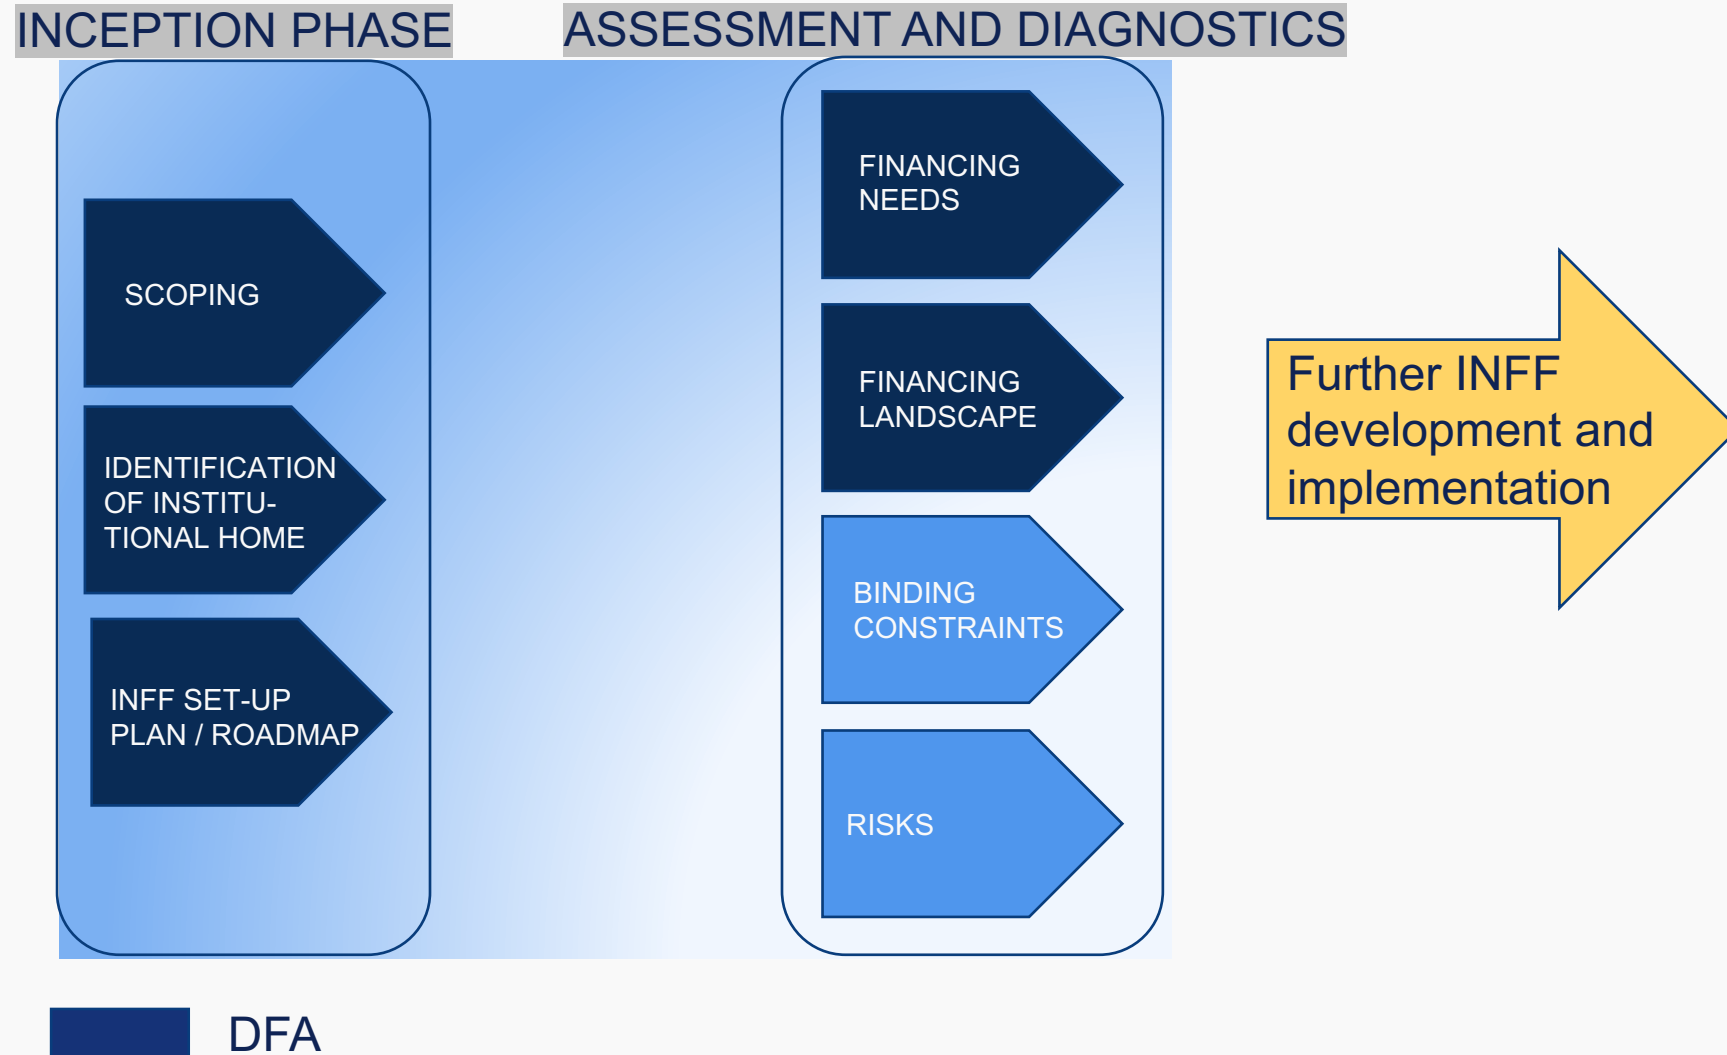 INCEPTION PHASE
ASSESSMENT AND DIAGNOSTICS
SCOPING
IDENTIFICATION
OF INSTITU-
TIONAL HOME
INFF SET-UP
PLAN / ROADMAP
FINANCING
NEEDS
FINANCING
LANDSCAPE
BINDING
CONSTRAINTS
RISKS
Further INFF
development and
implementation
DFA